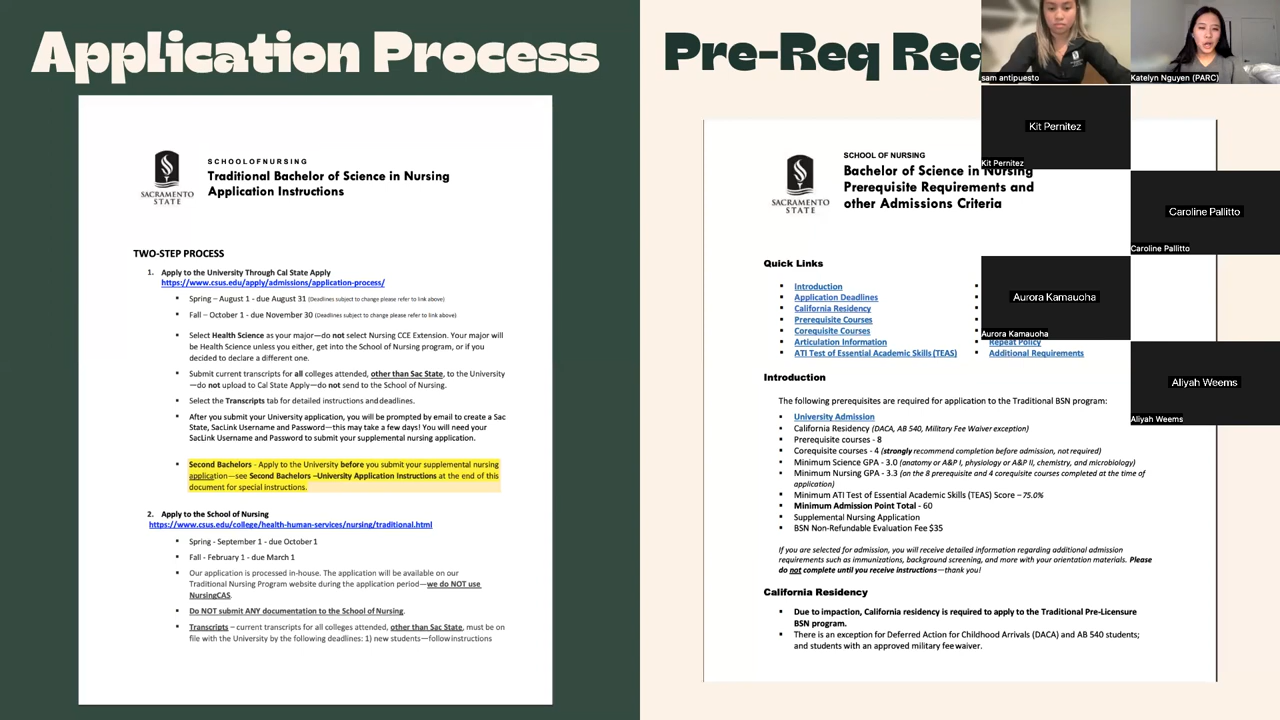 Application Process
SCHOOL OF NURSING
Traditional Bachelor of Science in Nursing
Application Instructions
SACRAMENTO
STATE
TWO-STEP PROCESS
1. Apply to the University Through Cal State Apply
https://www.csus.edu/apply/admissions/application-process/
▪ Spring – August 1 - due August 31 (Deadlines subject to change please refer to link above)
▪ Fall – October 1 - due November 30 (Deadlines subject to change please refer to link above)
▪ Select Health Science as your major—do not select Nursing CCE Extension. Your major will
be Health Science unless you either, get into the School of Nursing program, or if you
decided to declare a different one.
▪ Submit current transcripts for all colleges attended, other than Sac State, to the University
—do not upload to Cal State Apply—do not send to the School of Nursing.
▪ Select the Transcripts tab for detailed instructions and deadlines.
▪ After you submit your University application, you will be prompted by email to create a Sac
State, SacLink Username and Password—this may take a few days! You will need your
SacLink Username and Password to submit your supplemental nursing application.
▪ Second Bachelors - Apply to the University before you submit your supplemental nursing
application—see Second Bachelors –University Application Instructions at the end of this
document for special instructions.
2. Apply to the School of Nursing
https://www.csus.edu/college/health-human-services/nursing/traditional.html
▪ Spring - September 1 - due October 1
▪ Fall - February 1 - due March 1
▪ Our application is processed in-house. The application will be available on our
Traditional Nursing Program website during the application period—we do NOT use
NursingCAS.
▪ Do NOT submit ANY documentation to the School of Nursing.
▪ Transcripts – current transcripts for all colleges attended, other than Sac State, must be on
file with the University by the following deadlines: 1) new students—follow instructions
Pre-Req Req
SCHOOL OF NURSING
Bachelor of Science in Nursing
Prerequisite Requirements and
other Admissions Criteria
SACRAMENTO
STATE
Quick Links
▪ Introduction
▪ Application Deadlines
▪ California Residency
▪ Prerequisite Courses
▪ Corequisite Courses
▪ Articulation Information
▪ ATI Test of Essential Academic Skills (TEAS)
▪ Repeat Policy
▪ Additional Requirements
Introduction
The following prerequisites are required for application to the Traditional BSN program:
▪ University Admission
▪ California Residency (DACA, AB 540, Military Fee Waiver exception)
▪ Prerequisite courses - 8
▪ Corequisite courses - 4 (strongly recommend completion before admission, not required)
▪ Minimum Science GPA - 3.0 (anatomy or A&P I, physiology or A&P II, chemistry, and microbiology)
▪ Minimum Nursing GPA - 3.3 (on the 8 prerequisite and 4 corequisite courses completed at the time of
application)
▪ Minimum ATI Test of Essential Academic Skills (TEAS) Score – 75.0%
▪ Minimum Admission Point Total - 60
▪ Supplemental Nursing Application
▪ BSN Non-Refundable Evaluation Fee $35
If you are selected for admission, you will receive detailed information regarding additional admission
requirements such as immunizations, background screening, and more with your orientation materials. Please
do not complete until you receive instructions—thank you!
California Residency
▪ Due to impaction, California residency is required to apply to the Traditional Pre-Licensure
BSN program.
▪ There is an exception for Deferred Action for Childhood Arrivals (DACA) and AB 540 students;
and students with an approved military fee waiver.
sam antipuesto
Katelyn Nguyen (PARC)
Kit Pernitez
Kit Pernitez
Caroline Pallitto
Caroline Pallitto
Aurora Kamauoha
Aurora Kamauoha
Aliyah Weems
Aliyah Weems